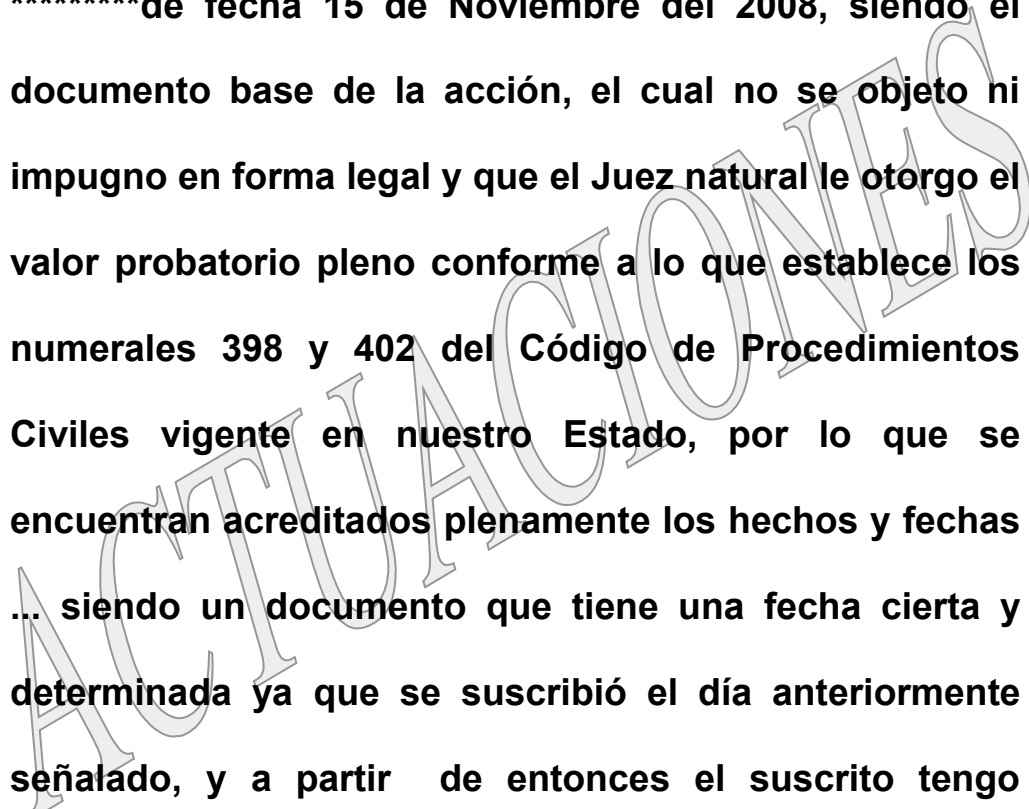 *********de fecha 15 de Noviembre del 2008, siendo el
documento base de la acción, el cual no se objeto ni
impugno en forma legal y que el Juez natural le otorgo el
valor probatorio pleno conforme a lo que establece los
numerales 398 y 402 del Código de Procedimientos
Civiles vigente en nuestro Estado, por lo que se
encuentran acreditados plenamente los hechos y fechas
... siendo un documento que tiene una fecha cierta y
determinada ya que se suscribió el día anteriormente
señalado, y a partir de entonces el suscrito tengo
ACTUACIONES